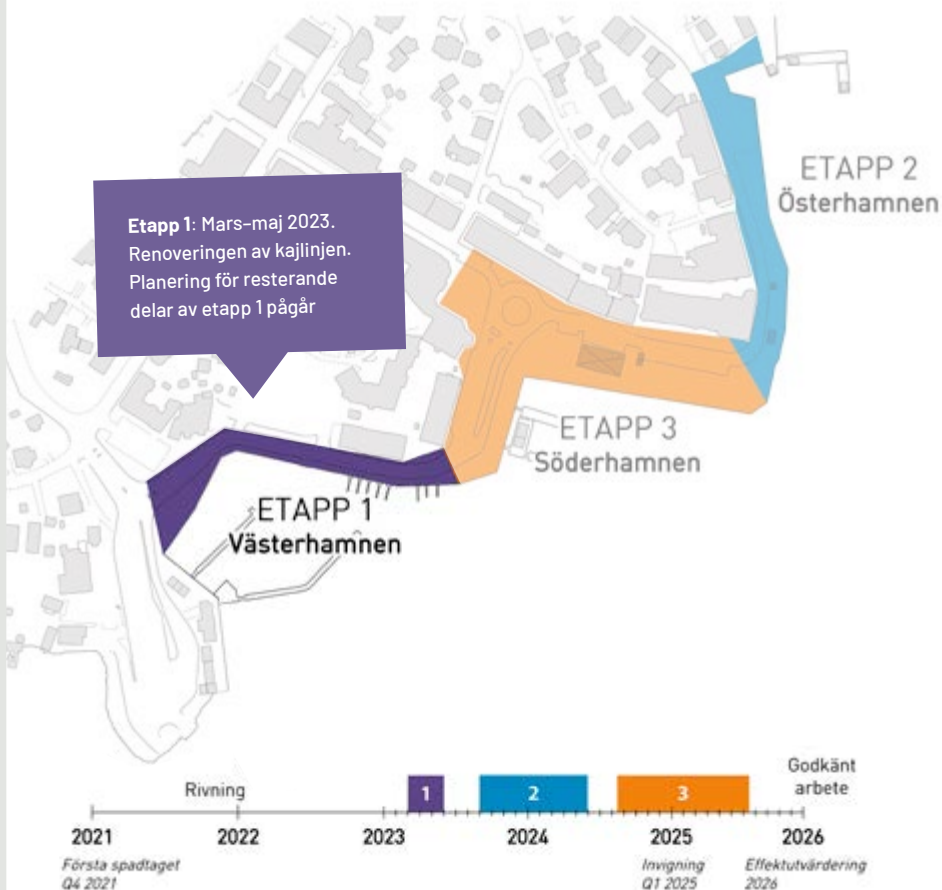 ETAPP 2
Österhamnen
Etapp 1: Mars–maj 2023.
Renoveringen av kajlinjen.
Planering för resterande
delar av etapp 1 pågår
ETAPP 3
Söderhamnen
ETAPP 1
Västerhamnen
Rivning
1
2
3
Godkänt
arbete
2021
2022
2023
2024
2025
2026
Första spadtaget
Q4 2021
Invigning
Q1 2025
Effektutvärdering
2026